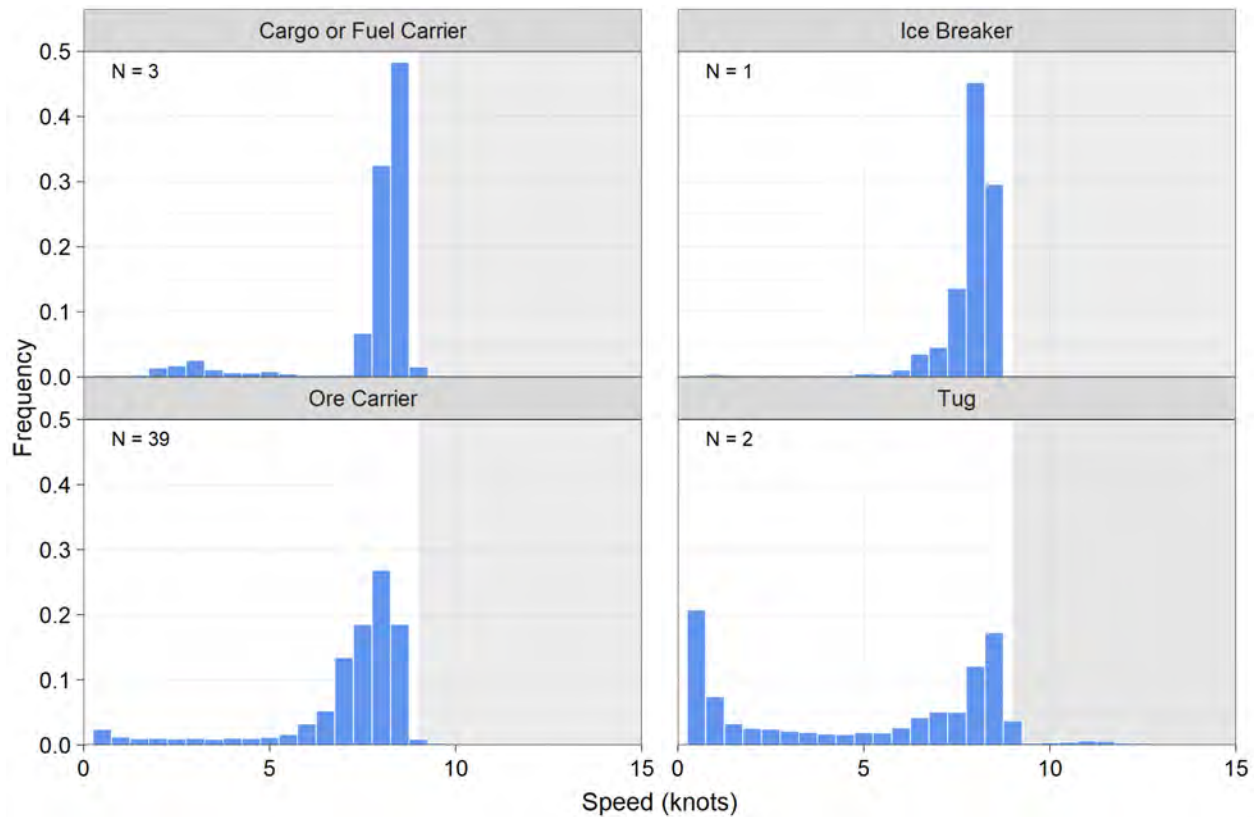 Cargo or Fuel Carrier
Ice Breaker
N = 3
N = 1
0.5
0.4
0.3
0.2
0.1
0.0
Ore Carrier
Tug
N = 39
N = 2
0.5
0.4
0.3
0.2
0.1
0.0
Frequency
0 5 10 15
0 5 10 15
Speed (knots)